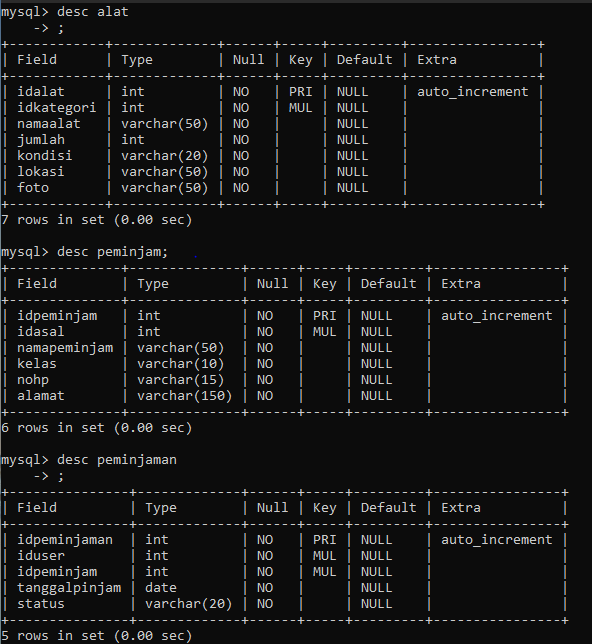 mysql> desc alat
    -> ;
+------------+-------------+------+-----+---------+----------------+
| Field      | Type        | Null | Key | Default | Extra          |
+------------+-------------+------+-----+---------+----------------+
| idalat     | int         | NO   | PRI | NULL    | auto_increment |
| idkategori | int         | NO   | MUL | NULL    |                |
| namaalat   | varchar(50) | NO   |     | NULL    |                |
| jumlah     | int         | NO   |     | NULL    |                |
| kondisi    | varchar(20) | NO   |     | NULL    |                |
| lokasi     | varchar(50) | NO   |     | NULL    |                |
| foto       | varchar(50) | NO   |     | NULL    |                |
+------------+-------------+------+-----+---------+----------------+
7 rows in set (0.00 sec)

mysql> desc peminjam;
+--------------+--------------+------+-----+---------+----------------+
| Field        | Type         | Null | Key | Default | Extra          |
+--------------+--------------+------+-----+---------+----------------+
| idpeminjam   | int          | NO   | PRI | NULL    | auto_increment |
| idasal       | int          | NO   | MUL | NULL    |                |
| namapeminjam | varchar(50)  | NO   |     | NULL    |                |
| kelas        | varchar(10)  | NO   |     | NULL    |                |
| nohp         | varchar(15)  | NO   |     | NULL    |                |
| alamat       | varchar(150) | NO   |     | NULL    |                |
+--------------+--------------+------+-----+---------+----------------+
6 rows in set (0.00 sec)

mysql> desc peminjaman
    -> ;
+---------------+-------------+------+-----+---------+----------------+
| Field         | Type        | Null | Key | Default | Extra          |
+---------------+-------------+------+-----+---------+----------------+
| idpeminjaman  | int         | NO   | PRI | NULL    | auto_increment |
| iduser        | int         | NO   | MUL | NULL    |                |
| idpeminjam    | int         | NO   | MUL | NULL    |                |
| tanggalpinjam | date        | NO   |     | NULL    |                |
| status        | varchar(20) | NO   |     | NULL    |                |
+---------------+-------------+------+-----+---------+----------------+
5 rows in set (0.00 sec)